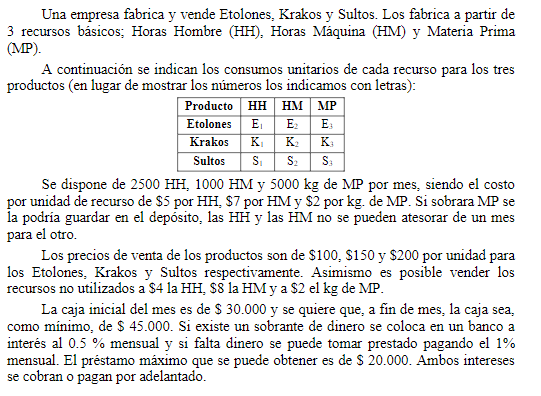 Una empresa fabrica y vende Etolones, Krakos y Sultos. Los fabrica a partir de
3 recursos básicos; Horas Hombre (HH), Horas Máquina (HM) y Materia Prima
(MP).
A continuación se indican los consumos unitarios de cada recurso para los tres
productos (en lugar de mostrar los números los indicamos con letras):
Producto HH HM MP
Etolones E₁ E₂ E₃
Krakos K₁ K₂ K₃
Sultos S₁ S₂ S₃
Se dispone de 2500 HH, 1000 HM y 5000 kg de MP por mes, siendo el costo
por unidad de recurso de $5 por HH, $7 por HM y $2 por kg. de MP. Si sobrara MP se
la podría guardar en el depósito, las HH y las HM no se pueden atesorar de un mes
para el otro.
Los precios de venta de los productos son de $100, $150 y $200 por unidad para
los Etolones, Krakos y Sultos respectivamente. Asimismo es posible vender los
recursos no utilizados a $4 la HH, $8 la HM y a $2 el kg de MP.
La caja inicial del mes es de $ 30.000 y se quiere que, a fin de mes, la caja sea,
como mínimo, de $ 45.000. Si existe un sobrante de dinero se coloca en un banco a
interés al 0.5 % mensual y si falta dinero se puede tomar prestado pagando el 1%
mensual. El préstamo máximo que se puede obtener es de $ 20.000. Ambos intereses
se cobran o pagan por adelantado.